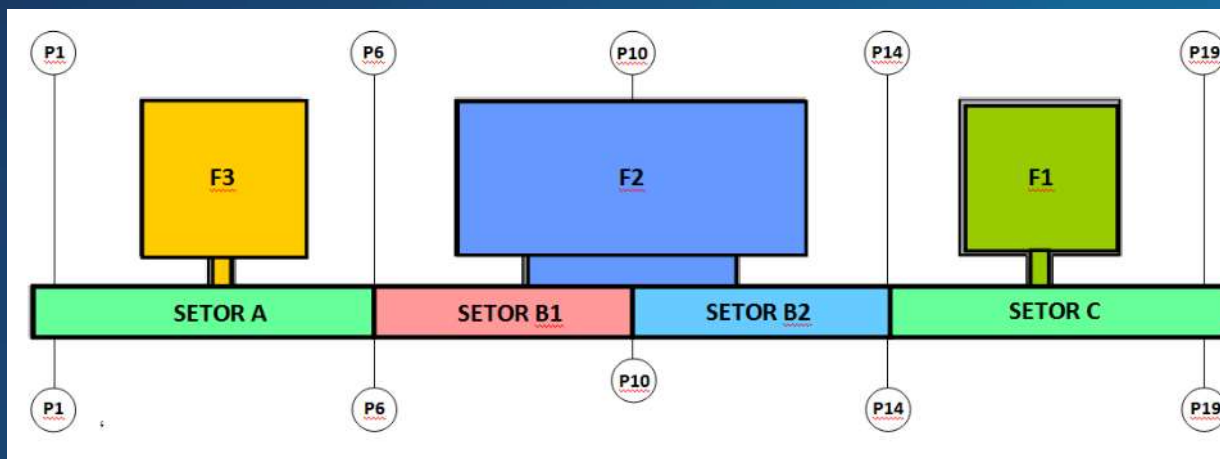 P1
P6
P10
P14
P19
F3
F2
F1
SETOR A
SETOR B1
SETOR B2
SETOR C
P10
P1
P6
P14
P19